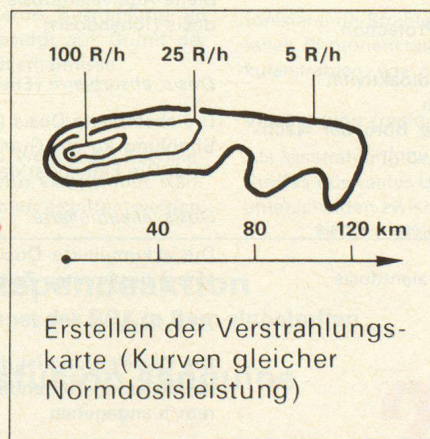 100 R/h 25 R/h 5 R/h
40 80 120 km
Erstellen der Verstrahlungs-
karte (Kurven gleicher
Normdosisleistung)